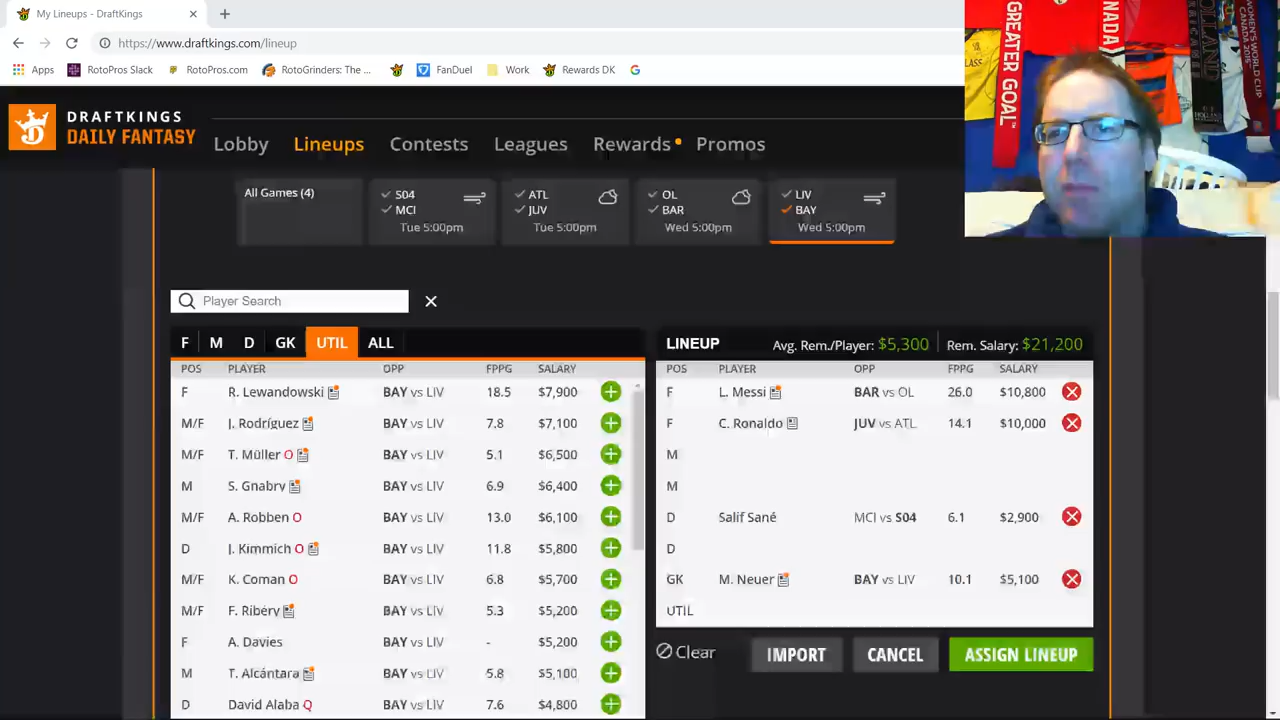 My Lineups - DraftKings
https://www.draftkings.com/lineup
Apps RotoPros Slack RotoPros.com RotoGrinders: The ... FanDuel Work Rewards DK
DRAFTKINGS
DAILY FANTASY
Lobby Lineups Contests Leagues Rewards Promos
GREATER GOAL
CANADA
HOLLAND
WOMEN'S WORLD CUP
CANADA 2015
All Games (4)
S04
MCI
Tue 5:00pm
ATL
JUV
Tue 5:00pm
OL
BAR
Wed 5:00pm
LIV
BAY
Wed 5:00pm
Player Search
F M D GK UTIL ALL
POS PLAYER OPP FPPG SALARY
F R. Lewandowski BAY vs LIV 18.5 $7,900
M/F J. Rodríguez BAY vs LIV 7.8 $7,100
M/F T. Müller O BAY vs LIV 5.1 $6,500
M S. Gnabry BAY vs LIV 6.9 $6,400
M/F A. Robben O BAY vs LIV 13.0 $6,100
D J. Kimmich O BAY vs LIV 11.8 $5,800
M/F K. Coman O BAY vs LIV 6.8 $5,700
M/F F. Ribéry BAY vs LIV 5.3 $5,200
F A. Davies BAY vs LIV - $5,200
M T. Alcántara BAY vs LIV 5.8 $5,100
D David Alaba Q BAY vs LIV 7.6 $4,800
LINEUP Avg. Rem./Player: $5,300 Rem. Salary: $21,200
POS PLAYER OPP FPPG SALARY
F L. Messi BAR vs OL 26.0 $10,800
F C. Ronaldo JUV vs ATL 14.1 $10,000
M
M
D Salif Sané MCI vs S04 6.1 $2,900
D
GK M. Neuer BAY vs LIV 10.1 $5,100
UTIL
Clear IMPORT CANCEL ASSIGN LINEUP